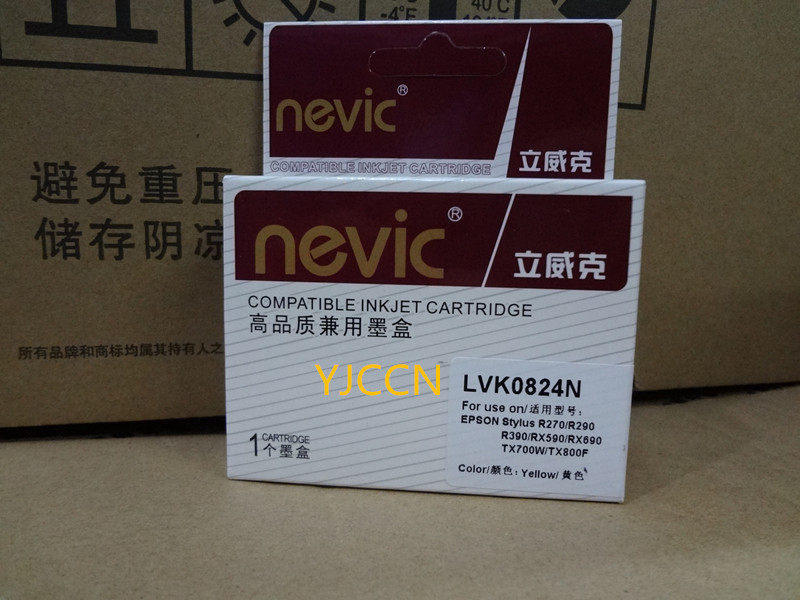 -4°F
40°C
避免重压
储存阴凉
所有品牌和商标均属其持有人之
nevic®
COMPATIBLE INKJET CARTRIDGE
立威克
nevic®
立威克
COMPATIBLE INKJET CARTRIDGE
高品质兼用墨盒
YJCCN
LVK0824N
For use on/适用型号:
EPSON Stylus R270/R290
R390/RX590/RX690
TX700W/TX800F
Color/颜色: Yellow/黄色
1 CARTRIDGE
个墨盒